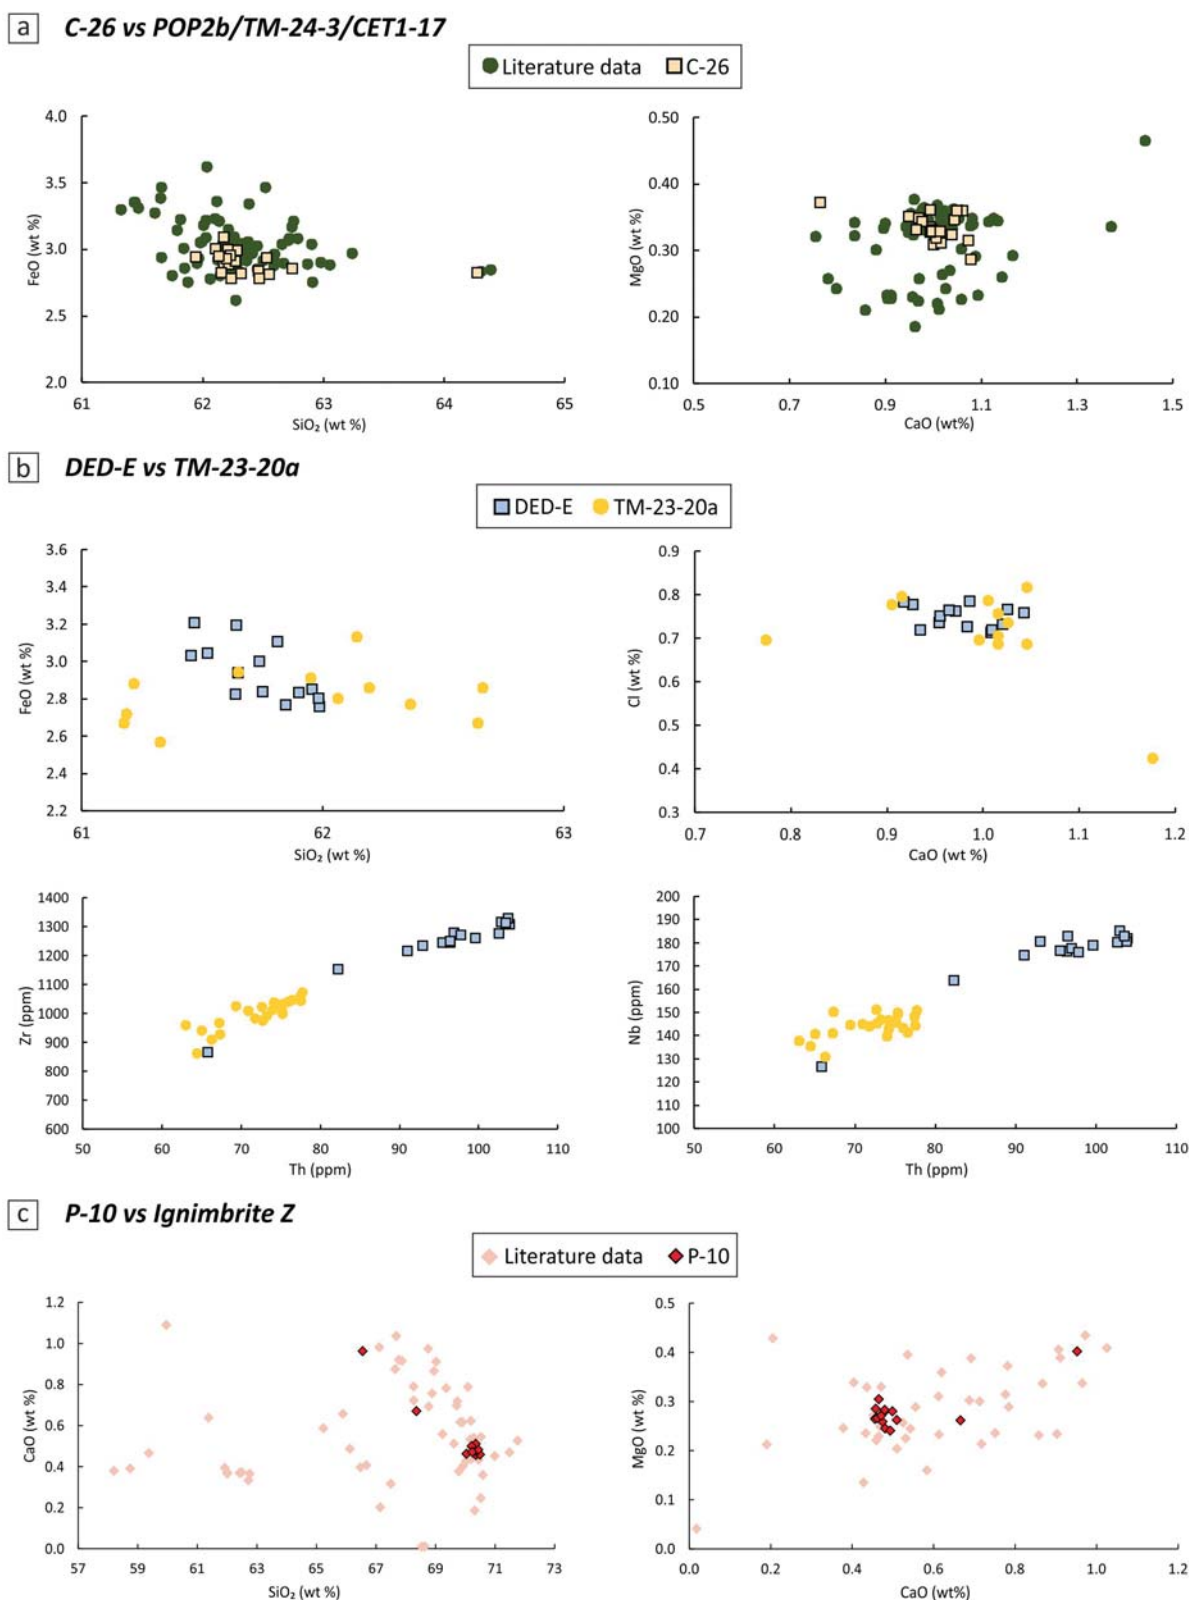 a C-26 vs POP2b/TM-24-3/CET1-17
Literature data C-26
4.0
3.5
3.0
2.5
2.0
FeO (wt %)
61 62 63 64 65
SiO₂ (wt %)
0.50
0.40
0.30
0.20
0.10
MgO (wt %)
0.5 0.7 0.9 1.1 1.3 1.5
CaO (wt%)
b DED-E vs TM-23-20a
DED-E TM-23-20a
3.6
3.4
3.2
3.0
2.8
2.6
2.4
2.2
FeO (wt %)
61 62 63
SiO₂ (wt %)
0.9
0.8
0.7
0.6
0.5
0.4
0.3
Cl (wt %)
0.7 0.8 0.9 1.0 1.1 1.2
CaO (wt %)
1400
1300
1200
1100
1000
900
800
700
600
Zr (ppm)
50 60 70 80 90 100 110
Th (ppm)
200
190
180
170
160
150
140
130
120
110
100
Nb (ppm)
50 60 70 80 90 100 110
Th (ppm)
c P-10 vs Ignimbrite Z
Literature data P-10
1.2
1.0
0.8
0.6
0.4
0.2
0.0
CaO (wt %)
57 59 61 63 65 67 69 71 73
SiO₂ (wt %)
0.5
0.4
0.3
0.2
0.1
0.0
MgO (wt %)
0.0 0.2 0.4 0.6 0.8 1.0 1.2
CaO (wt%)